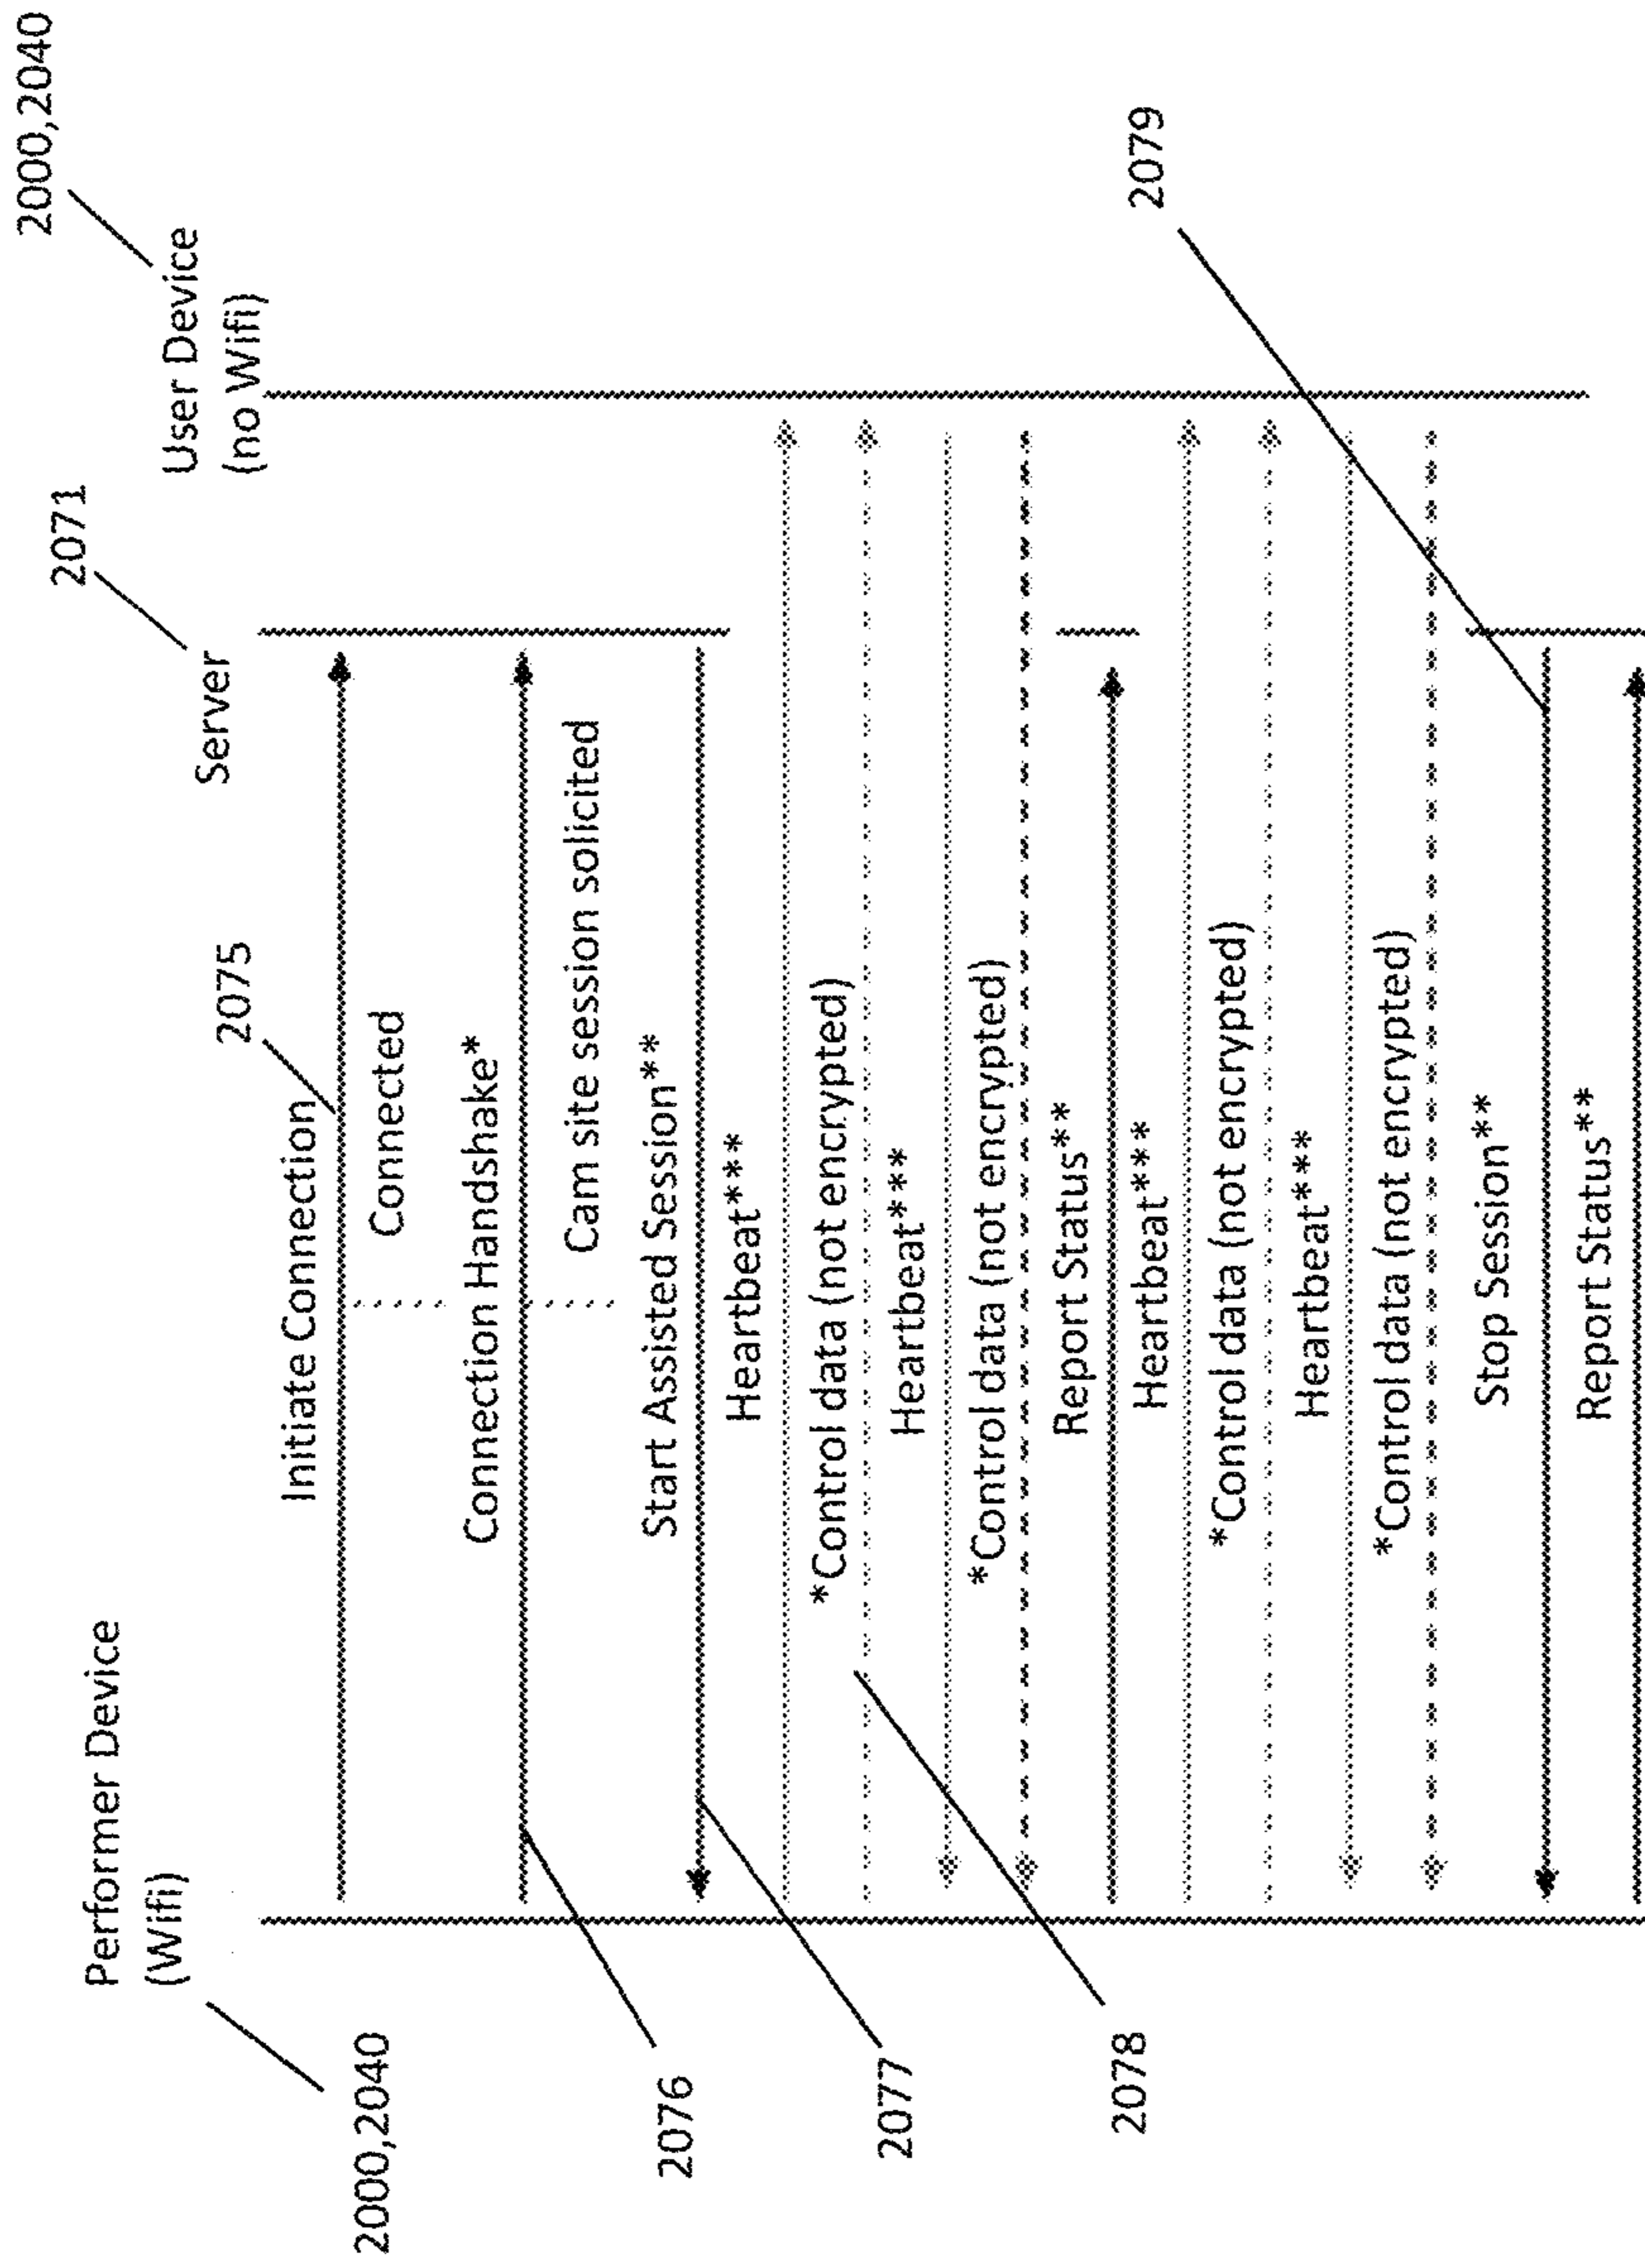 2000,2040
Performer Device
(Wifi)
Server
2071
User Device
(no Wifi)
2000,2040
2075
Initiate Connection
Connected
Connection Handshake*
2076
Cam site session solicited
Start Assisted Session**
2077
Heartbeat***
*Control data (not encrypted)
2078
Heartbeat***
*Control data (not encrypted)
Report Status**
2079
Heartbeat***
*Control data (not encrypted)
Heartbeat***
*Control data (not encrypted)
Stop Session**
Report Status**